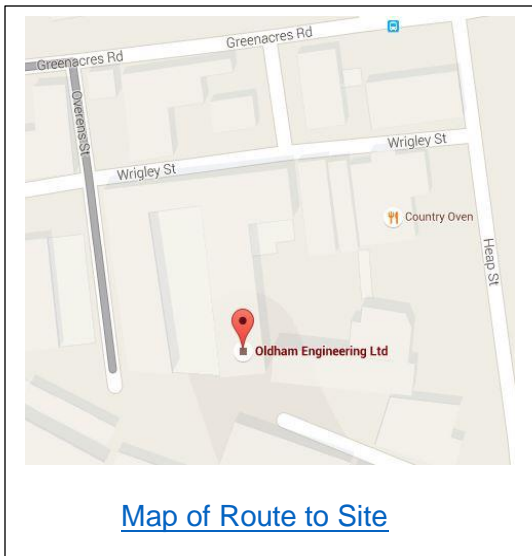 Greenacres Rd
Greenacres Rd
Overens St
Wrigley St
Wrigley St
Country Oven
Heap St
Oldham Engineering Ltd
Map of Route to Site